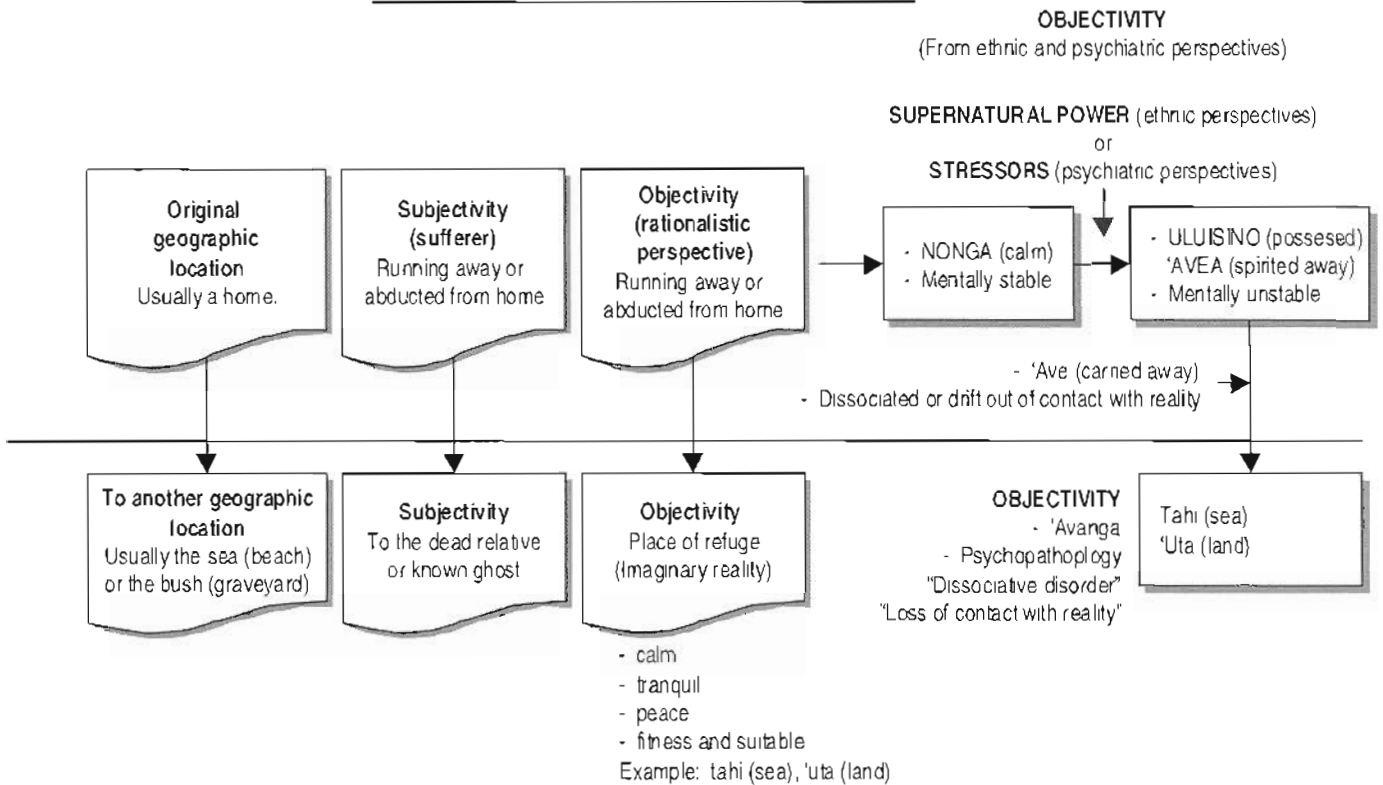 OBJECTIVITY
(From ethnic and psychiatric perspectives)
SUPERNATURAL POWER (ethnic perspectives)
or
STRESSORS (psychiatric perspectives)
Original
geographic
location
Usually a home.
Subjectivity
(sufferer)
Running away or
abducted from home
Objectivity
(rationalistic
perspective)
Running away or
abducted from home
- NONGA (calm)
- Mentally stable
- ULUISINO (possesed)
'AVEA (spirited away)
- Mentally unstable
- 'Ave (carried away)
- Dissociated or drift out of contact with reality
To another geographic
location
Usually the sea (beach)
or the bush (graveyard)
Subjectivity
To the dead relative
or known ghost
Objectivity
Place of refuge
(Imaginary reality)
- calm
- tranquil
- peace
- fitness and suitable
Example: tahi (sea), 'uta (land)
OBJECTIVITY
- 'Avanga
- Psychopathoplogy
"Dissociative disorder"
"Loss of contact with reality"
Tahi (sea)
'Uta (land)